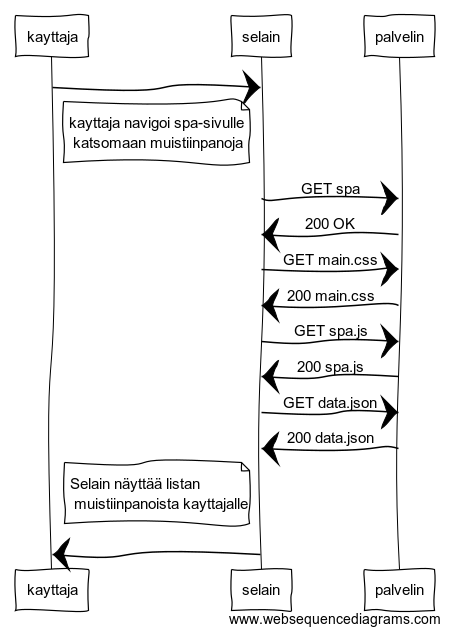 kayttaja
selain
palvelin
kayttaja navigoi spa-sivulle
katsomaan muistiinpanoja
GET spa
200 OK
GET main.css
200 main.css
GET spa.js
200 spa.js
GET data.json
200 data.json
Selain näyttää listan
muistiinpanoista kayttajalle
kayttaja
selain
palvelin
www.websequencediagrams.com